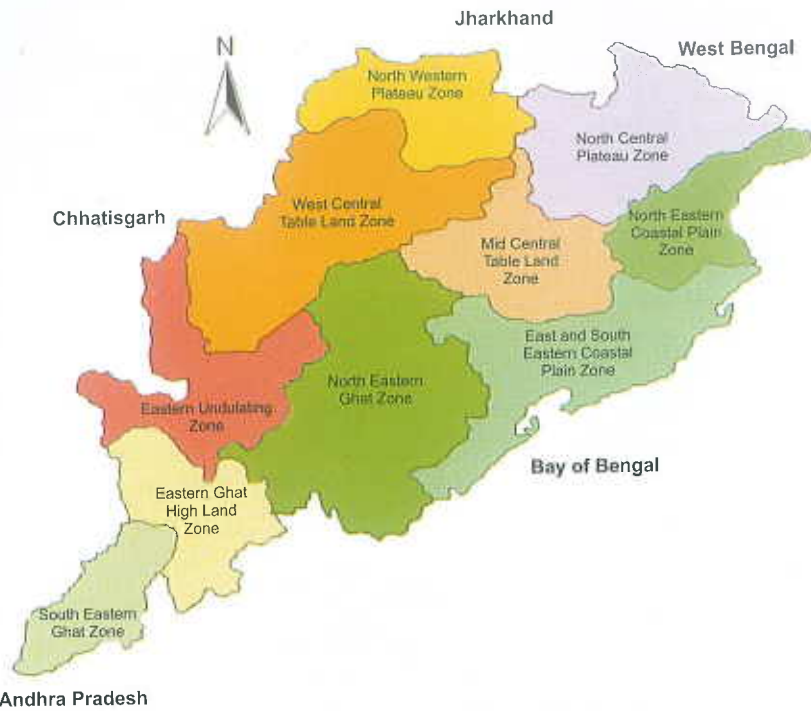 Jharkhand
N
West Bengal
North Western
Plateau Zone
North Central
Plateau Zone
Chhatisgarh
West Central
Table Land Zone
North Eastern
Coastal Plain
Zone
Mid Central
Table Land
Zone
East and South
Eastern Coastal
Plain Zone
North Eastern
Ghat Zone
Eastern Undulating
Zone
Bay of Bengal
Eastern Ghat
High Land
Zone
South Eastern
Ghat Zone
Andhra Pradesh